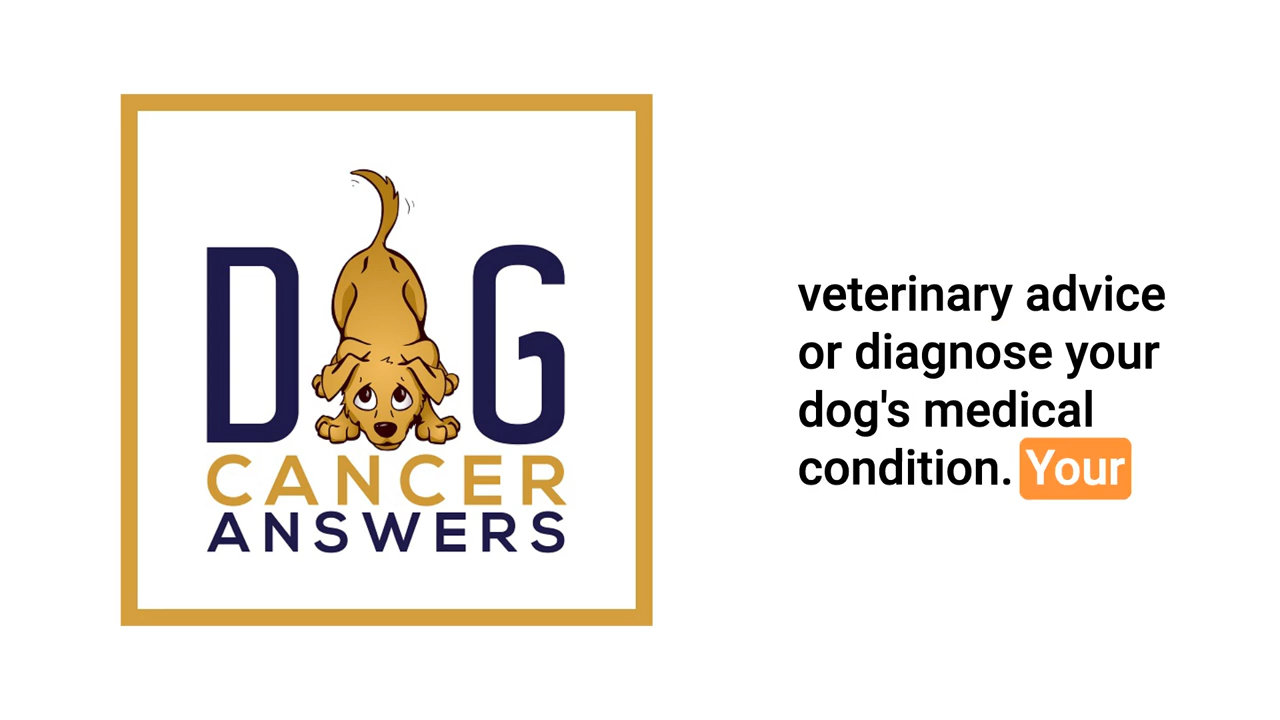 DOG
CANCER
ANSWERS
veterinary advice
or diagnose your
dog's medical
condition. Your